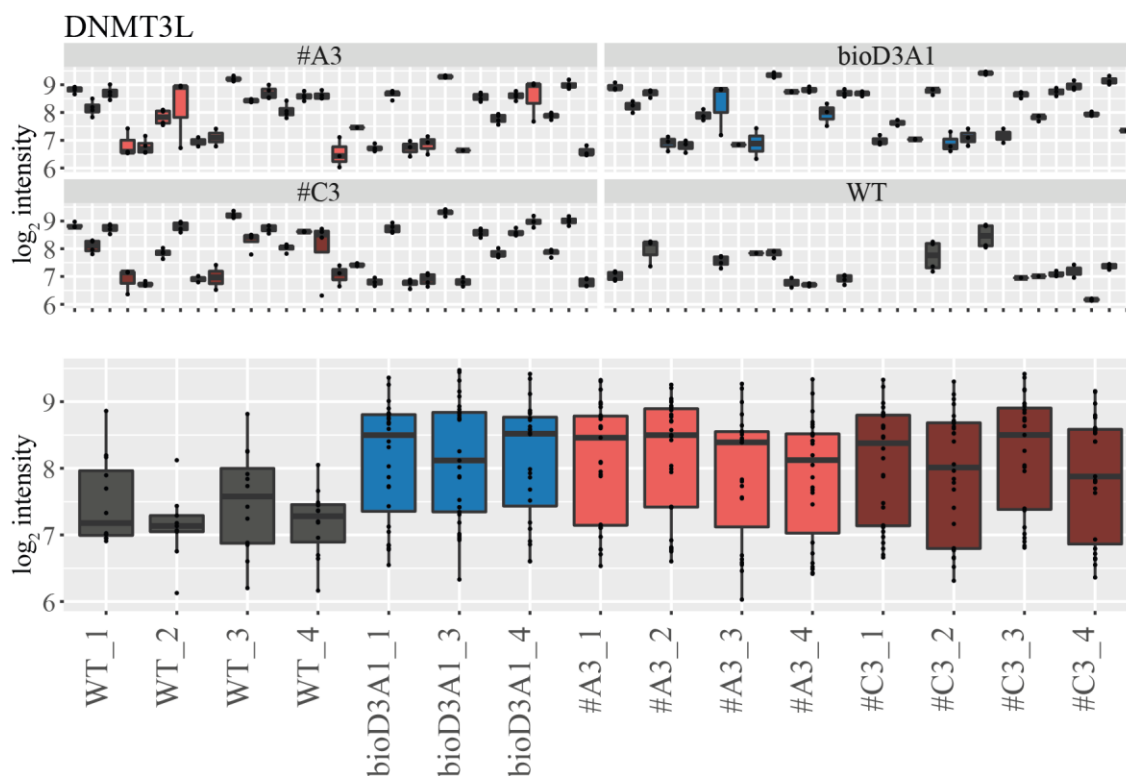 DNMT3L
#A3
bioD3A1
9
8
7
6
#C3
WT
9
8
7
6
log2 intensity
9
8
7
6
log2 intensity
WT_1
WT_2
WT_3
WT_4
bioD3A1_1
bioD3A1_3
bioD3A1_4
#A3_1
#A3_2
#A3_3
#A3_4
#C3_1
#C3_2
#C3_3
#C3_4